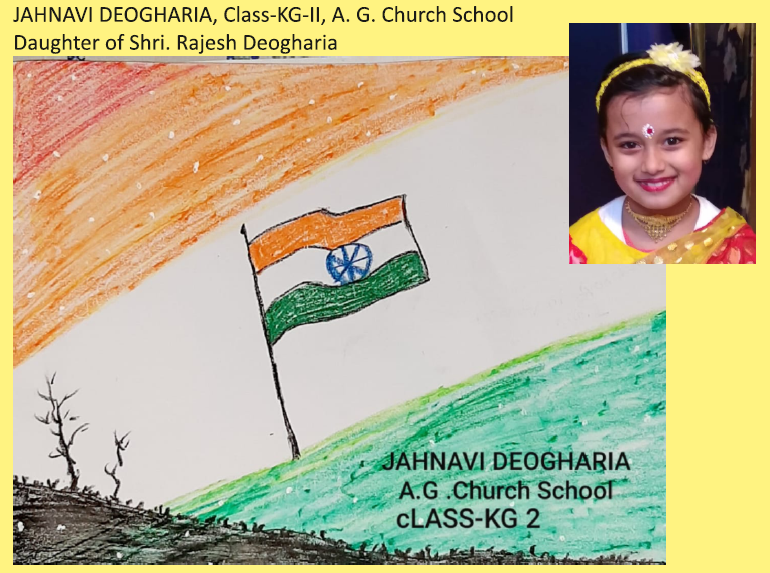 JAHNAVI DEOGHARIA, Class-KG-II, A. G. Church School
Daughter of Shri. Rajesh Deogharia
JAHNAVI DEOGHARIA
A.G .Church School
cLASS-KG 2